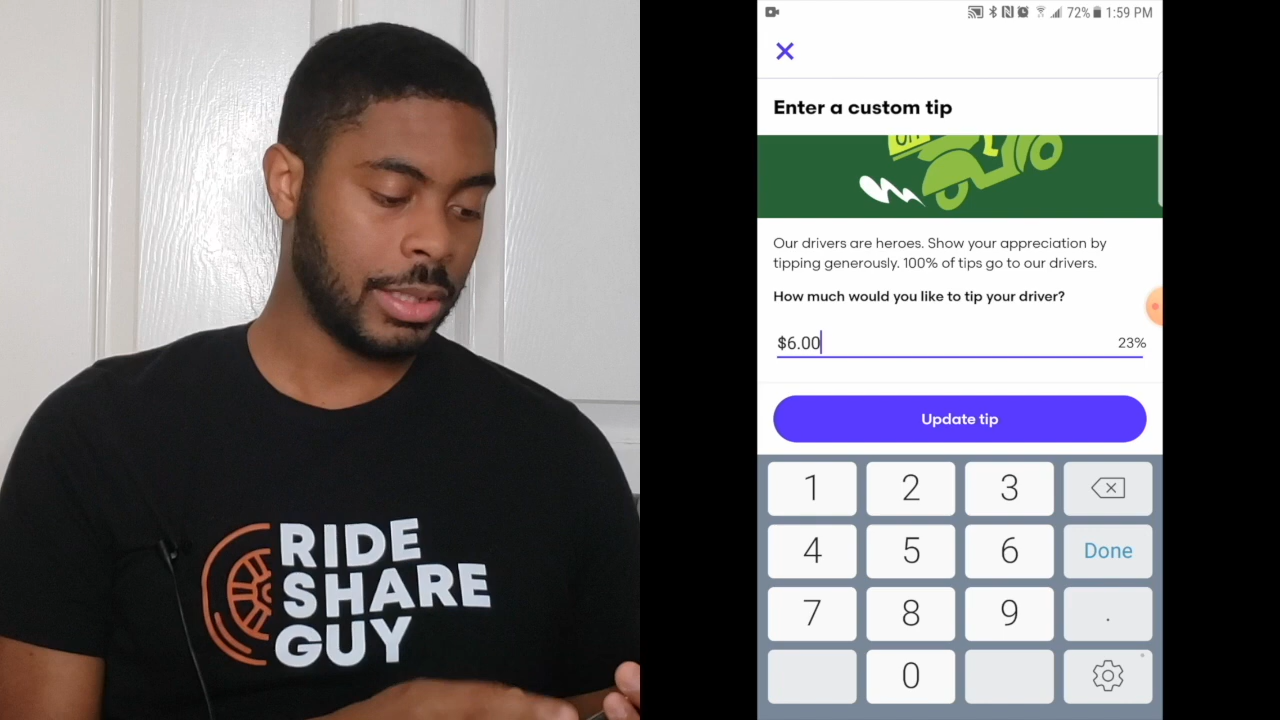 RIDE
SHARE
GUY
72% 1:59 PM
Enter a custom tip
Our drivers are heroes. Show your appreciation by
tipping generously. 100% of tips go to our drivers.
How much would you like to tip your driver?
$6.00 23%
Update tip
1 2 3
4 5 6 Done
7 8 9 .
0